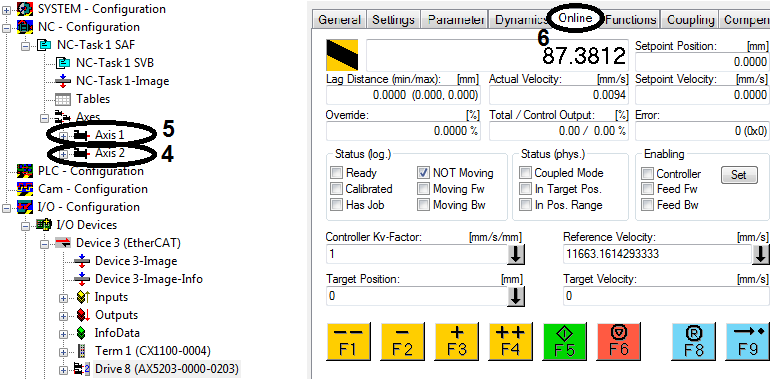 SYSTEM - Configuration
NC - Configuration
NC-Task 1 SAF
NC-Task 1 SVB
NC-Task 1-Image
Tables
Axes
Axis 1 5
Axis 2 4
PLC - Configuration
Cam - Configuration
I/O - Configuration
I/O Devices
Device 3 (EtherCAT)
Device 3-Image
Device 3-Image-Info
Inputs
Outputs
InfoData
Term 1 (CX1100-0004)
Drive 8 (AX5203-0000-0203)
General Settings Parameter Dynamics Online Functions Coupling Compen
6
87.3812
Setpoint Position: [mm]
0.0000
Lag Distance (min/max): [mm] Actual Velocity: [mm/s] Setpoint Velocity: [mm/s]
0.0000 (0.000, 0.000) 0.0094 0.0000
Override: [%] Total / Control Output: [%] Error:
0.0000 % 0.00 / 0.00 % 0 (0x0)
Status (log.) Status (phys.) Enabling
Ready NOT Moving Coupled Mode Controller Set
Calibrated Moving Fw In Target Pos. Feed Fw
Has Job Moving Bw In Pos. Range Feed Bw
Controller Kv-Factor: [mm/s/mm] Reference Velocity: [mm/s]
1 11663.1614293333
Target Position: [mm] Target Velocity: [mm/s]
0 0
-- - + ++ R
F1 F2 F3 F4 F5 F6 F8 F9